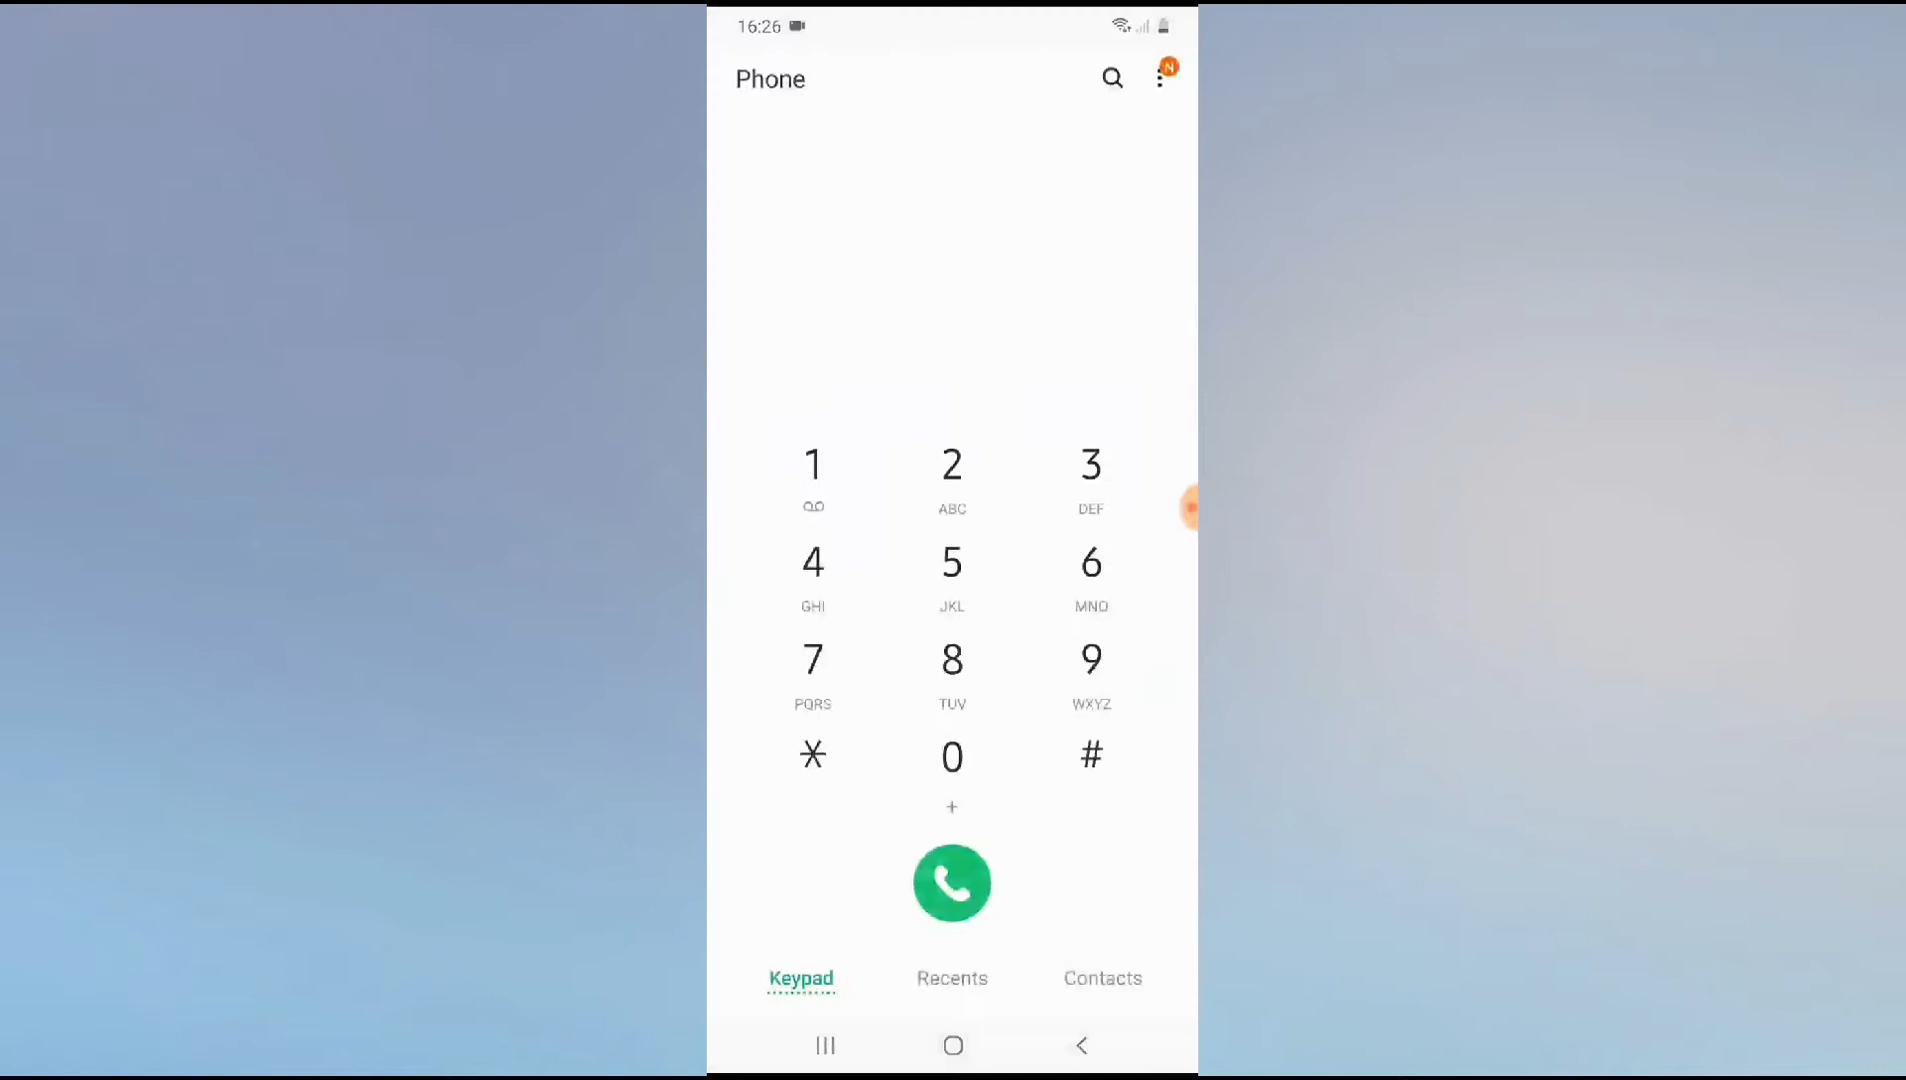 16:26
Phone
N
1 2 3
ABC DEF
4 5 6
GHI JKL MNO
7 8 9
PQRS TUV WXYZ
* 0 #
+
Keypad Recents Contacts